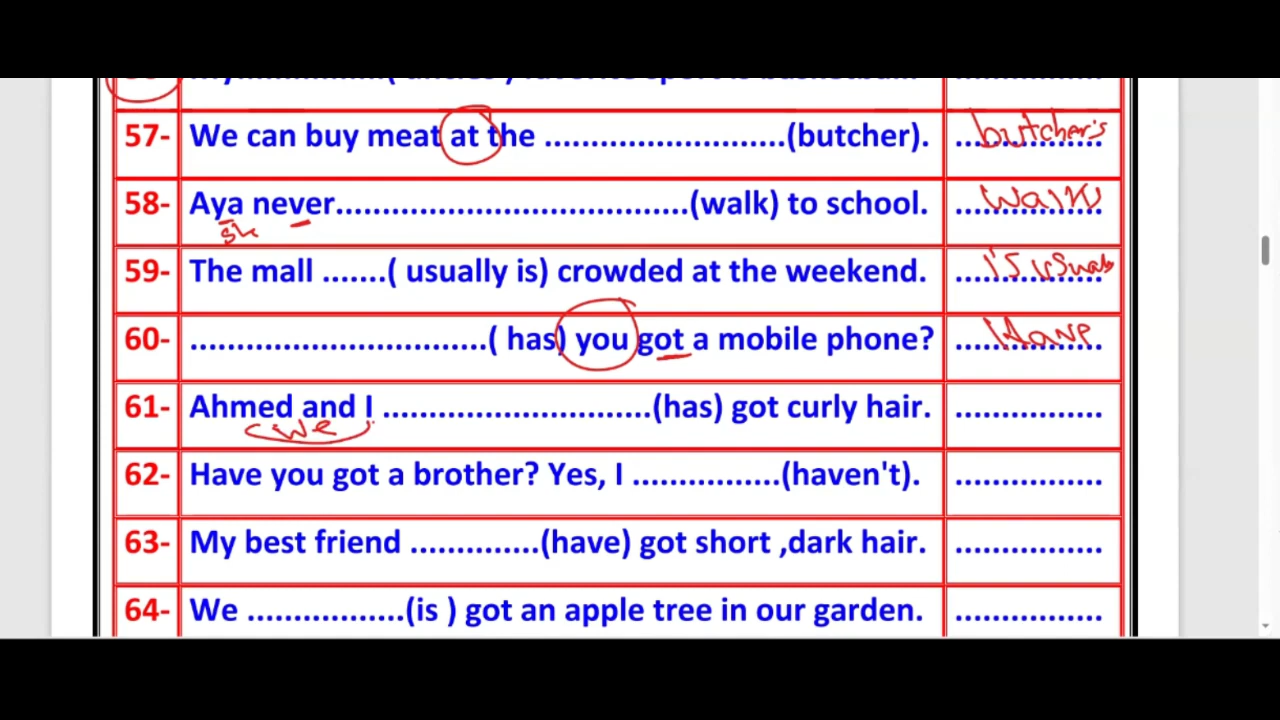 57- We can buy meat at the ..........................(butcher). butcher's
58- Aya never......................................(walk) to school. walks
59- The mall .......( usually is) crowded at the weekend. is usually
60- ................................( has) you got a mobile phone? Have
61- Ahmed and I .............................(has) got curly hair. .................
we
62- Have you got a brother? Yes, I ................(haven't). .................
63- My best friend ..............(have) got short ,dark hair. .................
64- We .................(is ) got an apple tree in our garden. .................